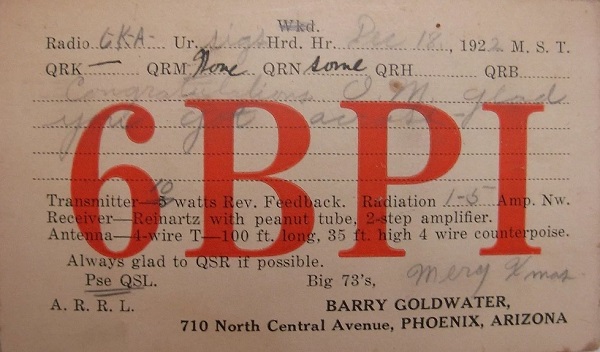 Wkd.
Radio 6KA Ur. sigs Hrd. Hr. Dec 18, 1922 M. S. T.
QRK — QRM None QRN some QRH QRB
Congratulations I'm glad
you got across
6BPI
Transmitter—10 watts Rev. Feedback. Radiation 1-5 Amp. Nw.
Receiver—Reinartz with peanut tube, 2-step amplifier.
Antenna—4-wire T—100 ft. long, 35 ft. high 4 wire counterpoise.
Always glad to QSR if possible.
Pse QSL. Big 73's, Mery Xmas.
A. R. R. L. BARRY GOLDWATER,
710 North Central Avenue, PHOENIX, ARIZONA